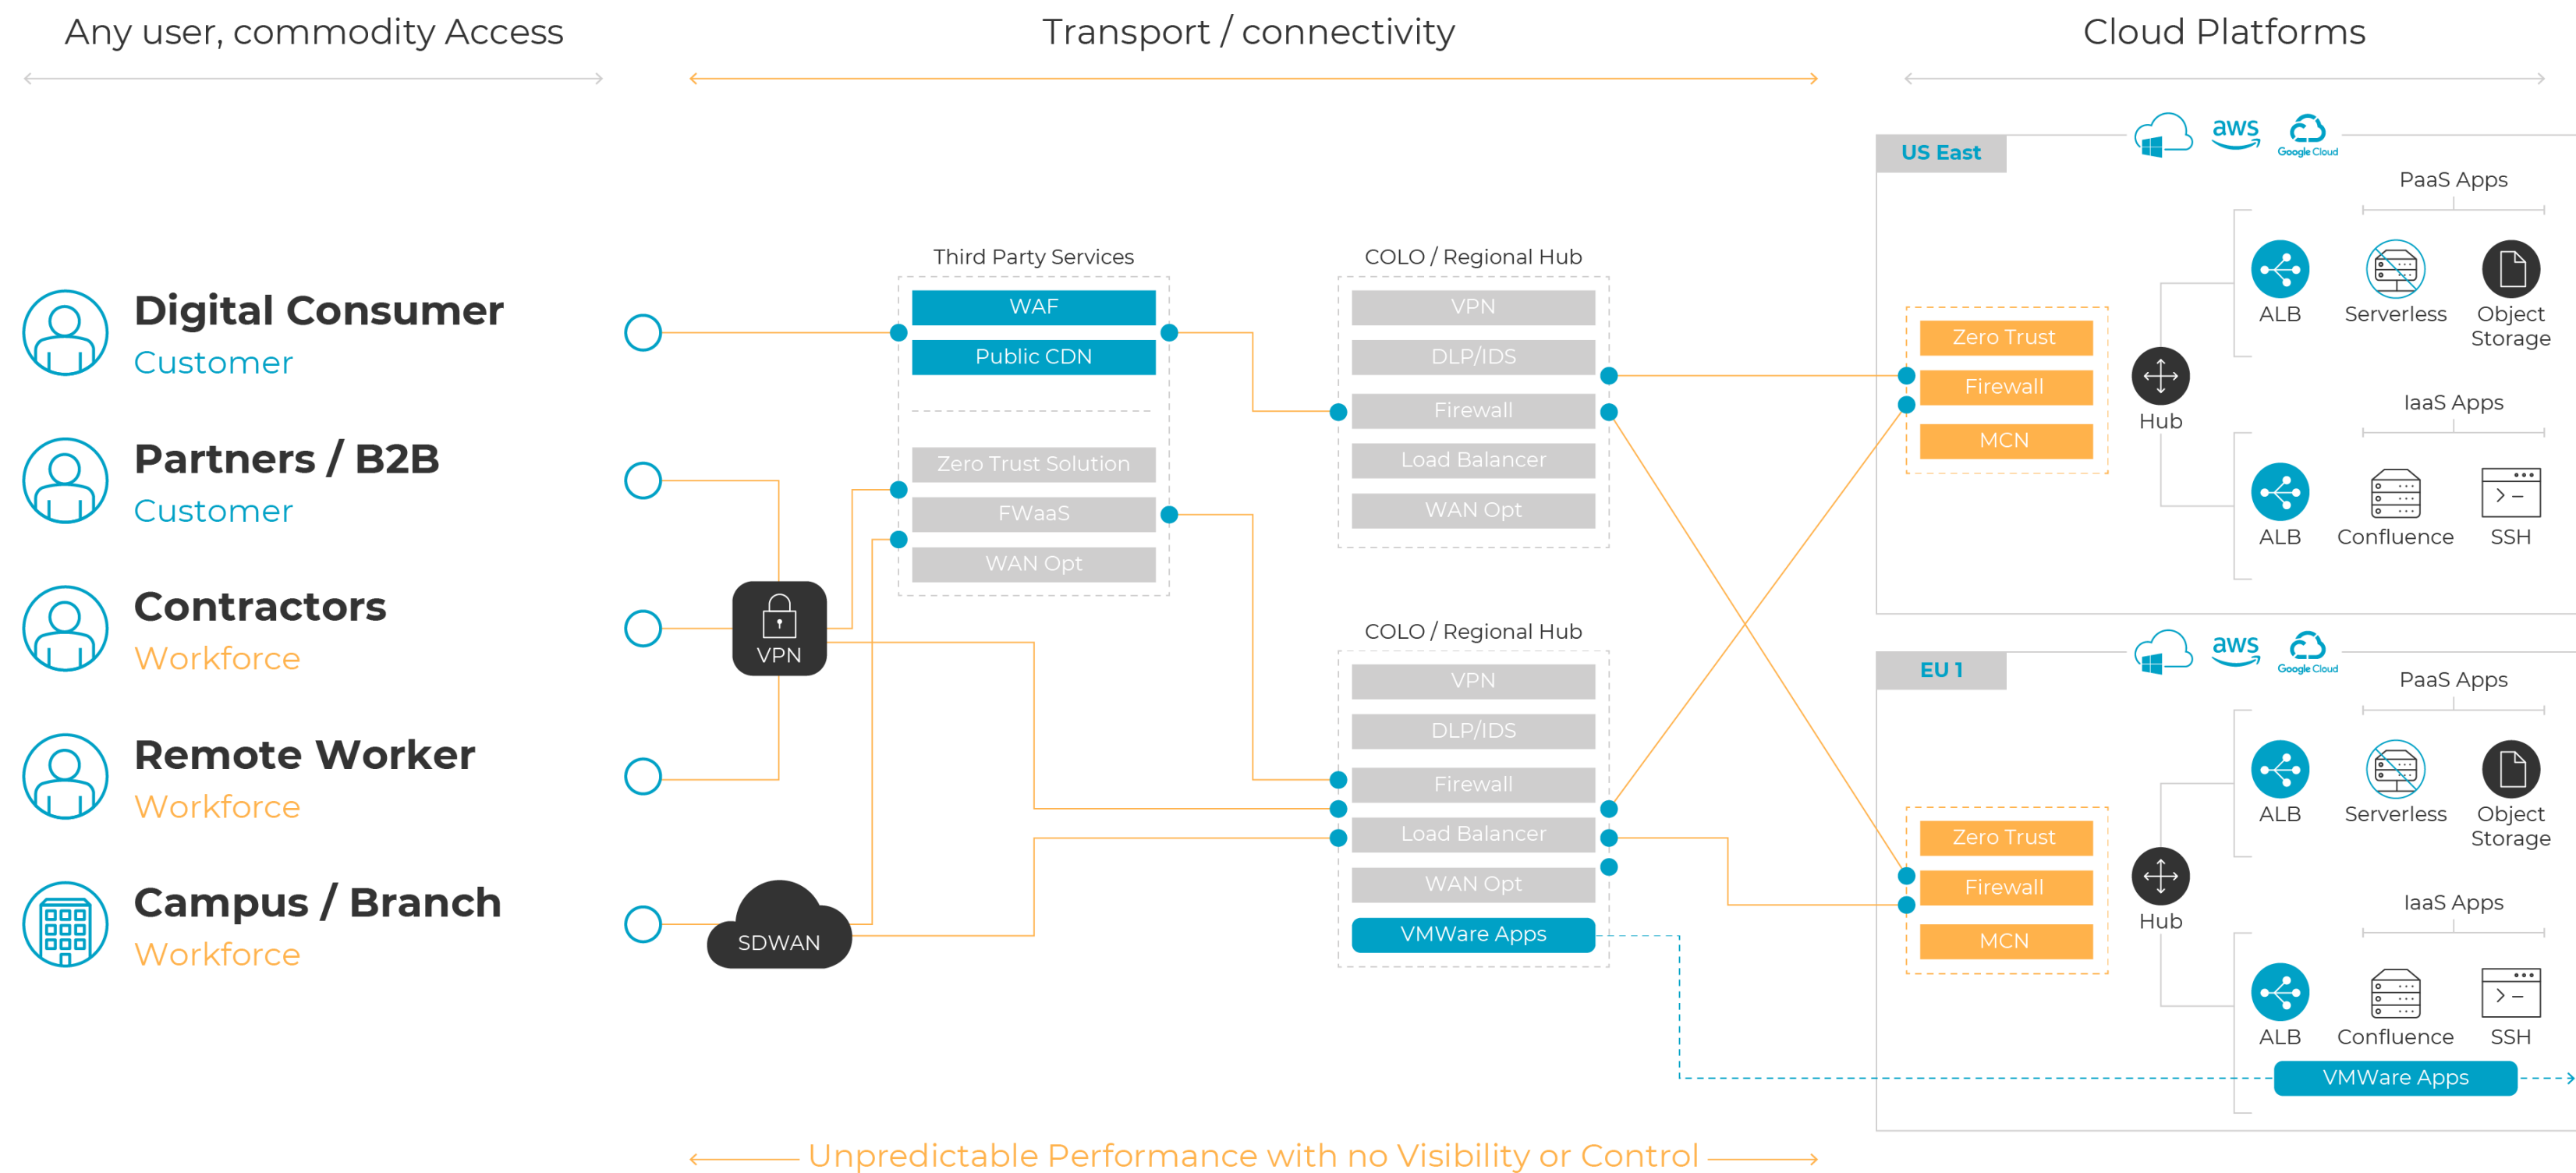 Any user, commodity Access
Transport / connectivity
Cloud Platforms
Digital Consumer
Customer
Partners / B2B
Customer
Contractors
Workforce
Remote Worker
Workforce
Campus / Branch
Workforce
VPN
SDWAN
Third Party Services
WAF
Public CDN
Zero Trust Solution
FWaaS
WAN Opt
COLO / Regional Hub
VPN
DLP/IDS
Firewall
Load Balancer
WAN Opt
COLO / Regional Hub
VPN
DLP/IDS
Firewall
Load Balancer
WAN Opt
VMWare Apps
US East
aws
Google Cloud
Zero Trust
Firewall
MCN
Hub
PaaS Apps
ALB
Serverless
Object
Storage
IaaS Apps
ALB
Confluence
SSH
EU 1
aws
Google Cloud
Zero Trust
Firewall
MCN
Hub
PaaS Apps
ALB
Serverless
Object
Storage
IaaS Apps
ALB
Confluence
SSH
VMWare Apps
Unpredictable Performance with no Visibility or Control